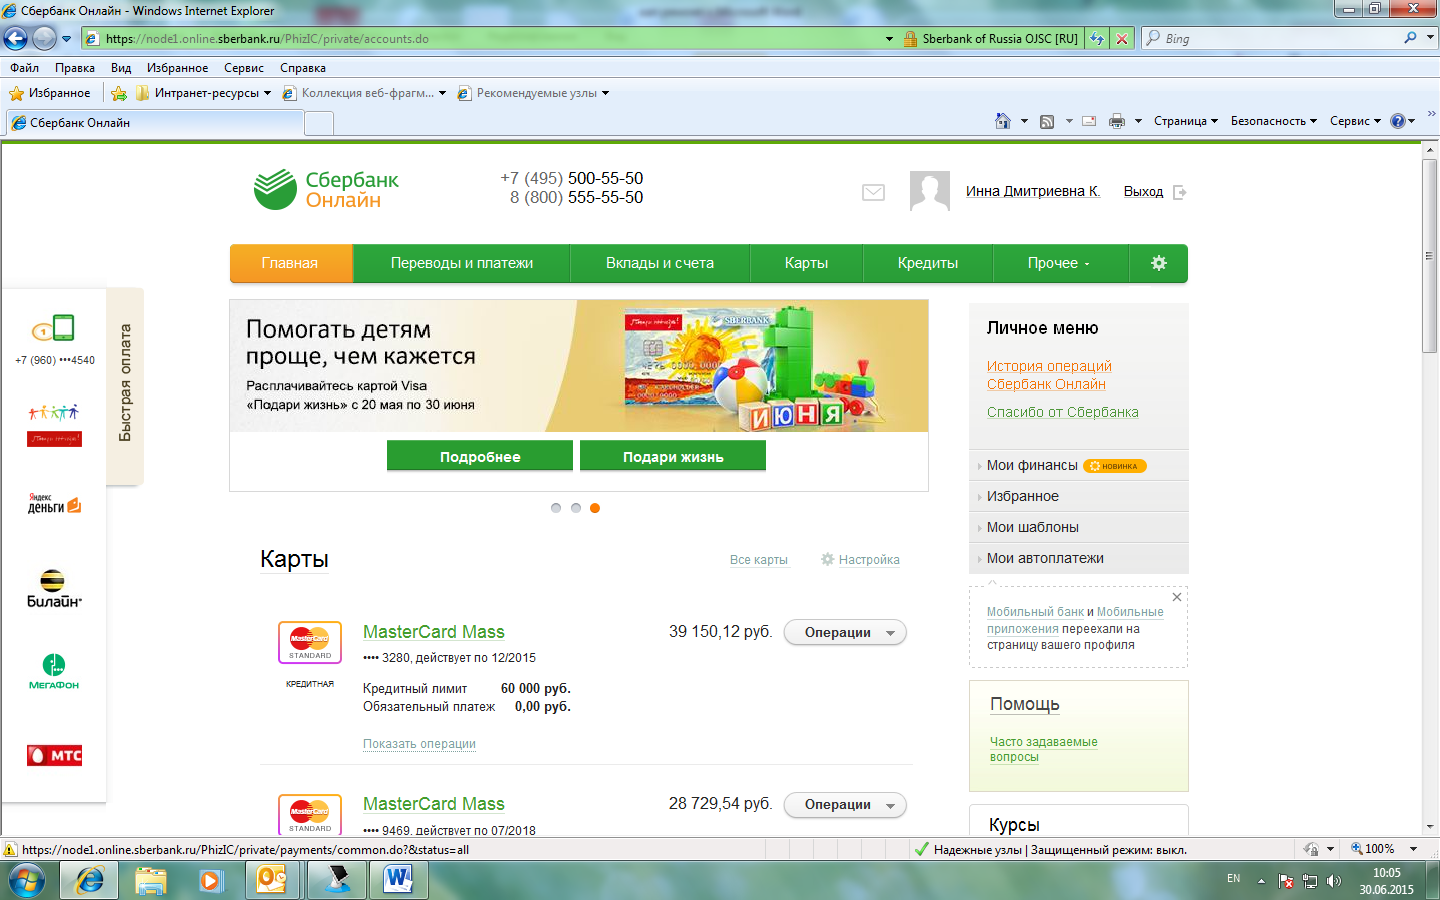 Сбербанк Онлайн - Windows Internet Explorer
https://node1.online.sberbank.ru/PhizIC/private/accounts.do
Sberbank of Russia OJSC [RU]
Bing
Файл Правка Вид Избранное Сервис Справка
Избранное Интранет-ресурсы Коллекция веб-фрагм... Рекомендуемые узлы
Сбербанк Онлайн
Страница Безопасность Сервис
Сбербанк
Онлайн
+7 (495) 500-55-50
8 (800) 555-55-50
Инна Дмитриевна К. Выход
Главная Переводы и платежи Вклады и счета Карты Кредиты Прочее
1
+7 (960) •••4540
Подари жизнь!
Яндекс
деньги
Билайн
МЕГАФОН
МТС
Быстрая оплата
Помогать детям
проще, чем кажется
Расплачивайтесь картой Visa
«Подари жизнь» с 20 мая по 30 июня
Подари жизнь!
SBERBANK
ИЮНЯ
Подробнее Подари жизнь
Карты
Все карты Настройка
MasterCard
STANDARD
КРЕДИТНАЯ
MasterCard Mass 39 150,12 руб. Операции
•••• 3280, действует по 12/2015
Кредитный лимит 60 000 руб.
Обязательный платеж 0,00 руб.
Показать операции
MasterCard
STANDARD
MasterCard Mass 28 729,54 руб. Операции
•••• 9469, действует по 07/2018
Личное меню
История операций
Сбербанк Онлайн
Спасибо от Сбербанка
Мои финансы НОВИНКА
Избранное
Мои шаблоны
Мои автоплатежи
Мобильный банк и Мобильные
приложения переехали на
страницу вашего профиля
Помощь
Часто задаваемые
вопросы
Курсы
https://node1.online.sberbank.ru/PhizIC/private/payments/common.do?&status=all
Надежные узлы | Защищенный режим: выкл.
100%
EN
10:05
30.06.2015